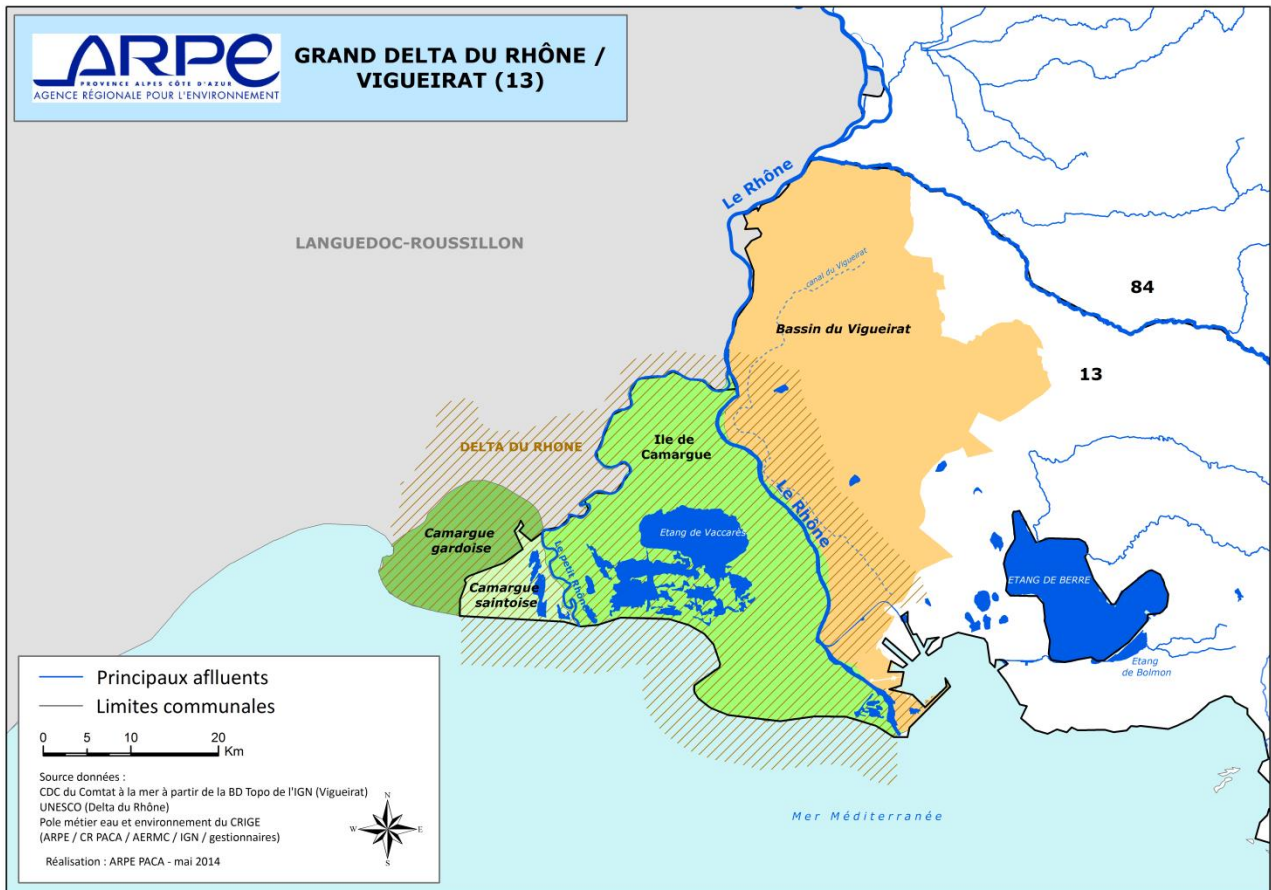 ARPE
PROVENCE ALPES CÔTE D'AZUR
AGENCE RÉGIONALE POUR L'ENVIRONNEMENT
GRAND DELTA DU RHÔNE /
VIGUEIRAT (13)
Le Rhône
LANGUEDOC-ROUSSILLON
canal du Vigueirat
84
Bassin du Vigueirat
13
DELTA DU RHONE
Ile de
Camargue
Le Rhône
Camargue
gardoise
Etang de Vaccarès
Le petit Rhône
Camargue
saintoise
ETANG DE BERRE
Etang
de Bolmon
Mer Méditerranée
Principaux aflluents
Limites communales
0 5 10 20
Km
Source données :
CDC du Comtat à la mer à partir de la BD Topo de l'IGN (Vigueirat)
UNESCO (Delta du Rhône)
Pole métier eau et environnement du CRIGE
(ARPE / CR PACA / AERMC / IGN / gestionnaires)
Réalisation : ARPE PACA - mai 2014
N
W E
S